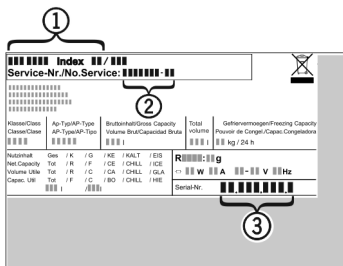 1
Index / 
Service-Nr./No.Service: -
2
Klasse/Glass Ap-Typ/AP-Type Bruttoinhalt/Gross Capacity Total Gefriervermoegen/Freezing Capacity
Classe/Clase AP-Type/AP-Tipo Volume Brut/Capacidad Bruta volume Pouvoir de Congel./Capac.Congeladora
l l kg / 24 h
Nutzinhalt Ges / K / G / KE / KALT / EIS
Net.Capacity Tot / R / F / CE / CHILL / ICE R : g
Volume Utile Tot / F / C / CA / CHILL / GLA W A - V Hz
Capac. Util Tot / F / C / BO / CHILL / HIE
l / l Serial-Nr. . . .
3